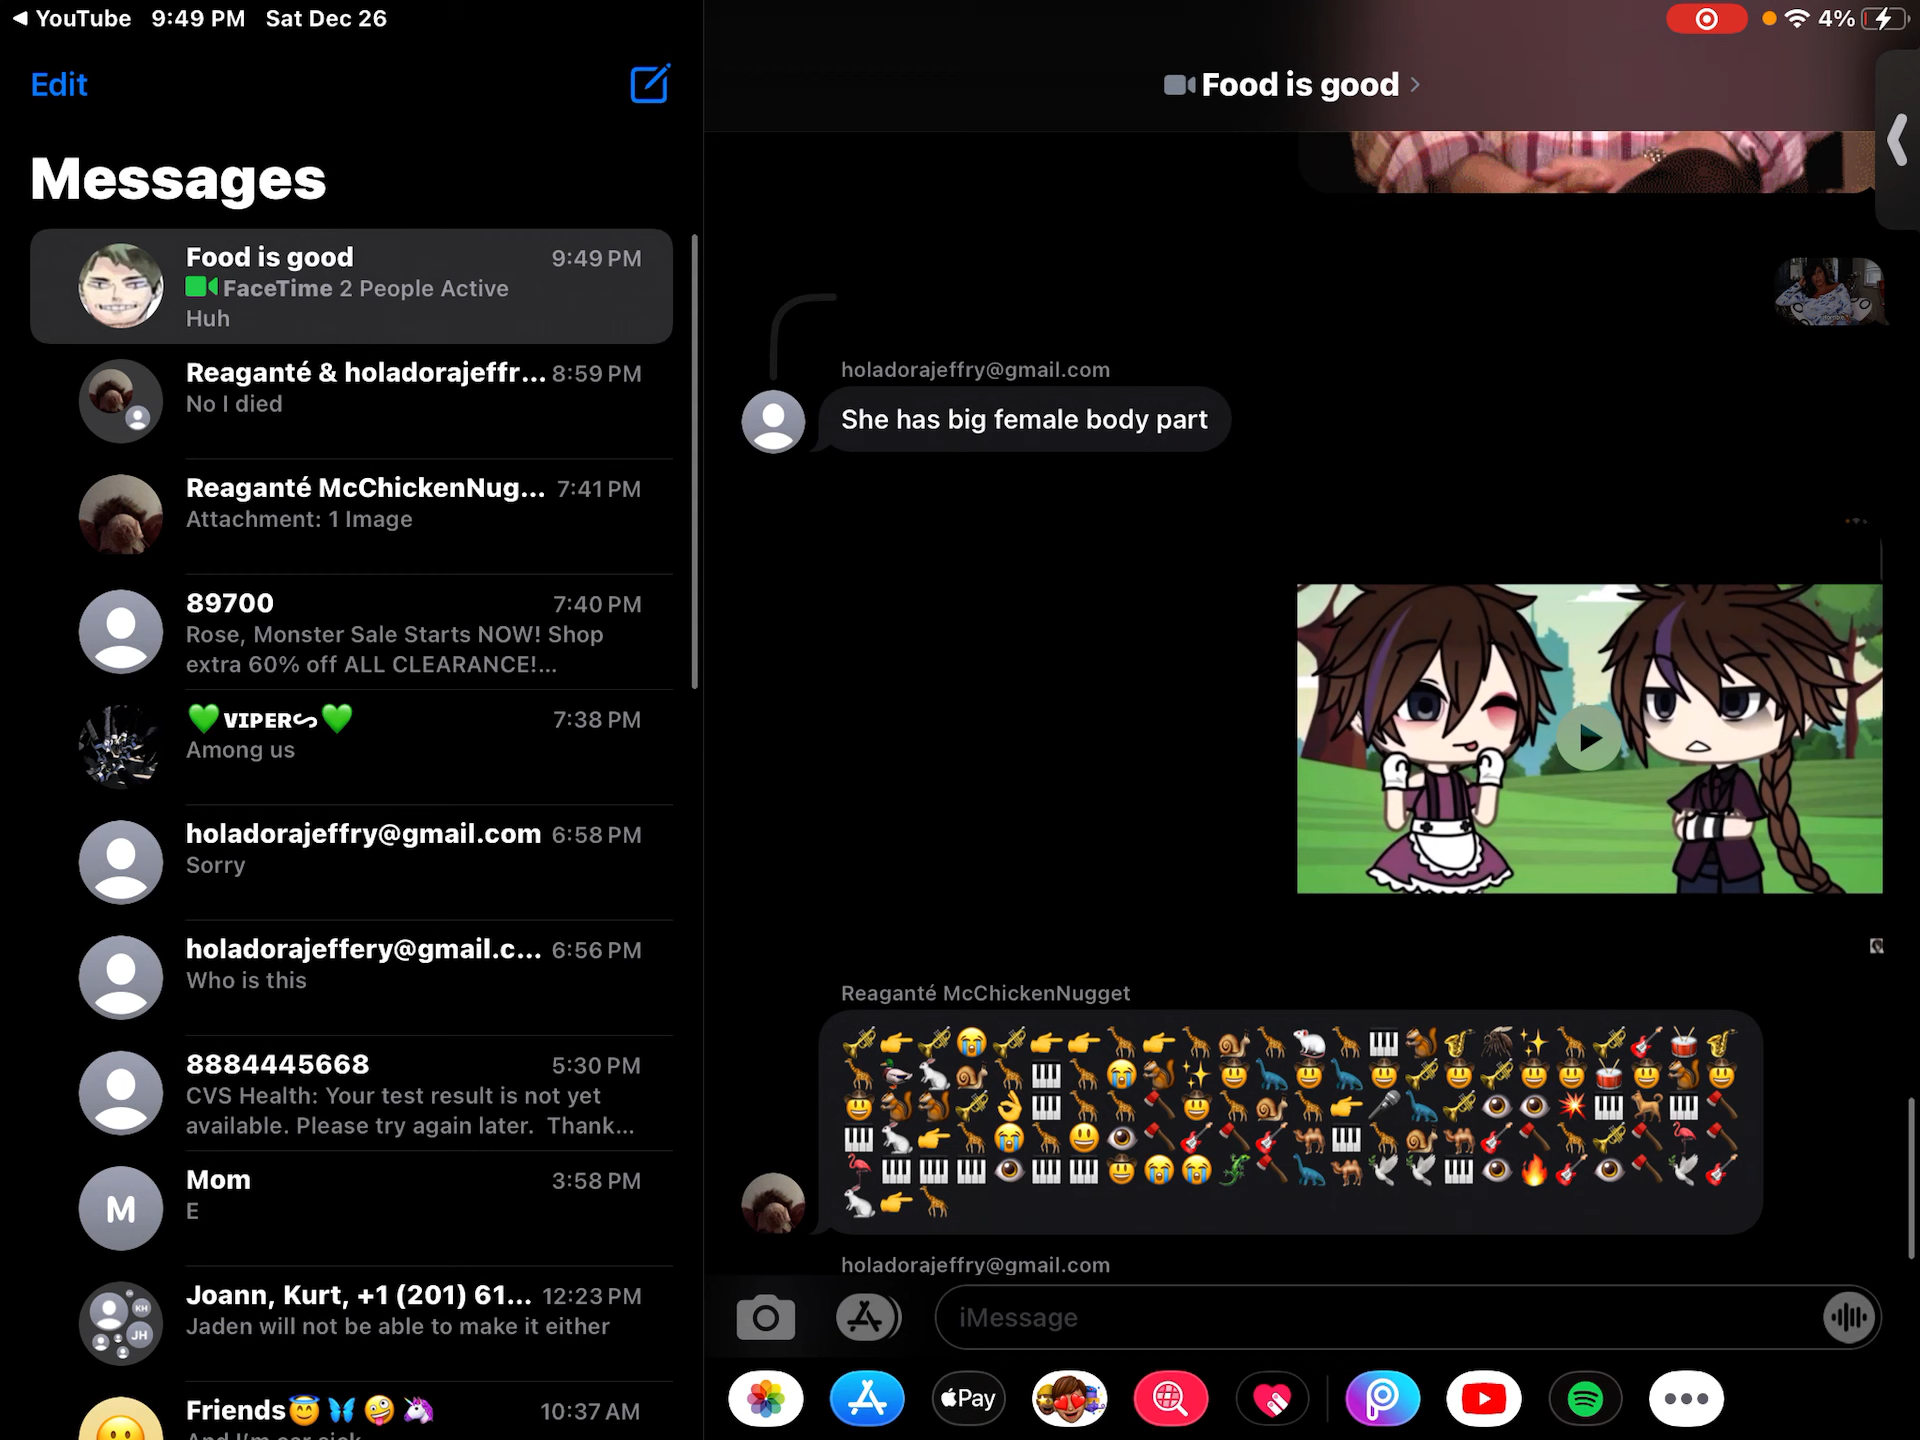 YouTube 9:49 PM Sat Dec 26
4%
Edit
Messages
Food is good 9:49 PM
FaceTime 2 People Active
Huh
Reaganté & holadorajeffr... 8:59 PM
No I died
Reaganté McChickenNug... 7:41 PM
Attachment: 1 Image
89700 7:40 PM
Rose, Monster Sale Starts NOW! Shop
extra 60% off ALL CLEARANCE!...
💚ᴠɪᴘᴇʀᔕ💚 7:38 PM
Among us
holadorajeffry@gmail.com 6:58 PM
Sorry
holadorajeffery@gmail.c... 6:56 PM
Who is this
8884445668 5:30 PM
CVS Health: Your test result is not yet
available. Please try again later. Thank...
M
Mom 3:58 PM
E
KH
JH
Joann, Kurt, +1 (201) 61... 12:23 PM
Jaden will not be able to make it either
Friends😇🦋🤪🦄 10:37 AM
Food is good
holadorajeffry@gmail.com
She has big female body part
Reaganté McChickenNugget
holadorajeffry@gmail.com
iMessage
Pay